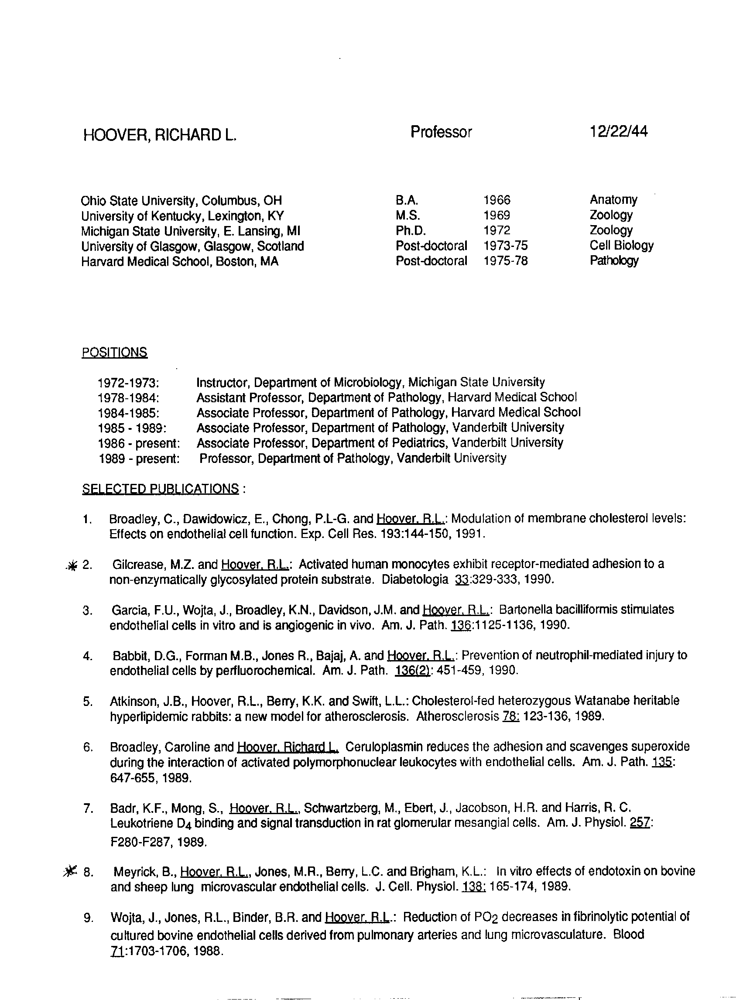 HOOVER, RICHARD L. Professor 12/22/44
Ohio State University, Columbus, OH B.A. 1966 Anatomy
University of Kentucky, Lexington, KY M.S. 1969 Zoology
Michigan State University, E. Lansing, MI Ph.D. 1972 Zoology
University of Glasgow, Glasgow, Scotland Post-doctoral 1973-75 Cell Biology
Harvard Medical School, Boston, MA Post-doctoral 1975-78 Pathology
POSITIONS
1972-1973: Instructor, Department of Microbiology, Michigan State University
1978-1984: Assistant Professor, Department of Pathology, Harvard Medical School
1984-1985: Associate Professor, Department of Pathology, Harvard Medical School
1985 - 1989: Associate Professor, Department of Pathology, Vanderbilt University
1986 - present: Associate Professor, Department of Pediatrics, Vanderbilt University
1989 - present: Professor, Department of Pathology, Vanderbilt University
SELECTED PUBLICATIONS :
1. Broadley, C., Dawidowicz, E., Chong, P.L-G. and Hoover, R.L.: Modulation of membrane cholesterol levels:
Effects on endothelial cell function. Exp. Cell Res. 193:144-150, 1991.
* 2. Gilcrease, M.Z. and Hoover, R.L.: Activated human monocytes exhibit receptor-mediated adhesion to a
non-enzymatically glycosylated protein substrate. Diabetologia 33:329-333, 1990.
3. Garcia, F.U., Wojta, J., Broadley, K.N., Davidson, J.M. and Hoover, R.L.: Bartonella bacilliformis stimulates
endothelial cells in vitro and is angiogenic in vivo. Am. J. Path. 136:1125-1136, 1990.
4. Babbit, D.G., Forman M.B., Jones R., Bajaj, A. and Hoover, R.L.: Prevention of neutrophil-mediated injury to
endothelial cells by perfluorochemical. Am. J. Path. 136(2): 451-459, 1990.
5. Atkinson, J.B., Hoover, R.L., Berry, K.K. and Swift, L.L.: Cholesterol-fed heterozygous Watanabe heritable
hyperlipidemic rabbits: a new model for atherosclerosis. Atherosclerosis 78: 123-136, 1989.
6. Broadley, Caroline and Hoover, Richard L. Ceruloplasmin reduces the adhesion and scavenges superoxide
during the interaction of activated polymorphonuclear leukocytes with endothelial cells. Am. J. Path. 135:
647-655, 1989.
7. Badr, K.F., Mong, S., Hoover, R.L., Schwartzberg, M., Ebert, J., Jacobson, H.R. and Harris, R. C.
Leukotriene D4 binding and signal transduction in rat glomerular mesangial cells. Am. J. Physiol. 257:
F280-F287, 1989.
* 8. Meyrick, B., Hoover, R.L., Jones, M.R., Berry, L.C. and Brigham, K.L.: In vitro effects of endotoxin on bovine
and sheep lung microvascular endothelial cells. J. Cell. Physiol. 138: 165-174, 1989.
9. Wojta, J., Jones, R.L., Binder, B.R. and Hoover, R.L.: Reduction of PO2 decreases in fibrinolytic potential of
cultured bovine endothelial cells derived from pulmonary arteries and lung microvasculature. Blood
71:1703-1706, 1988.